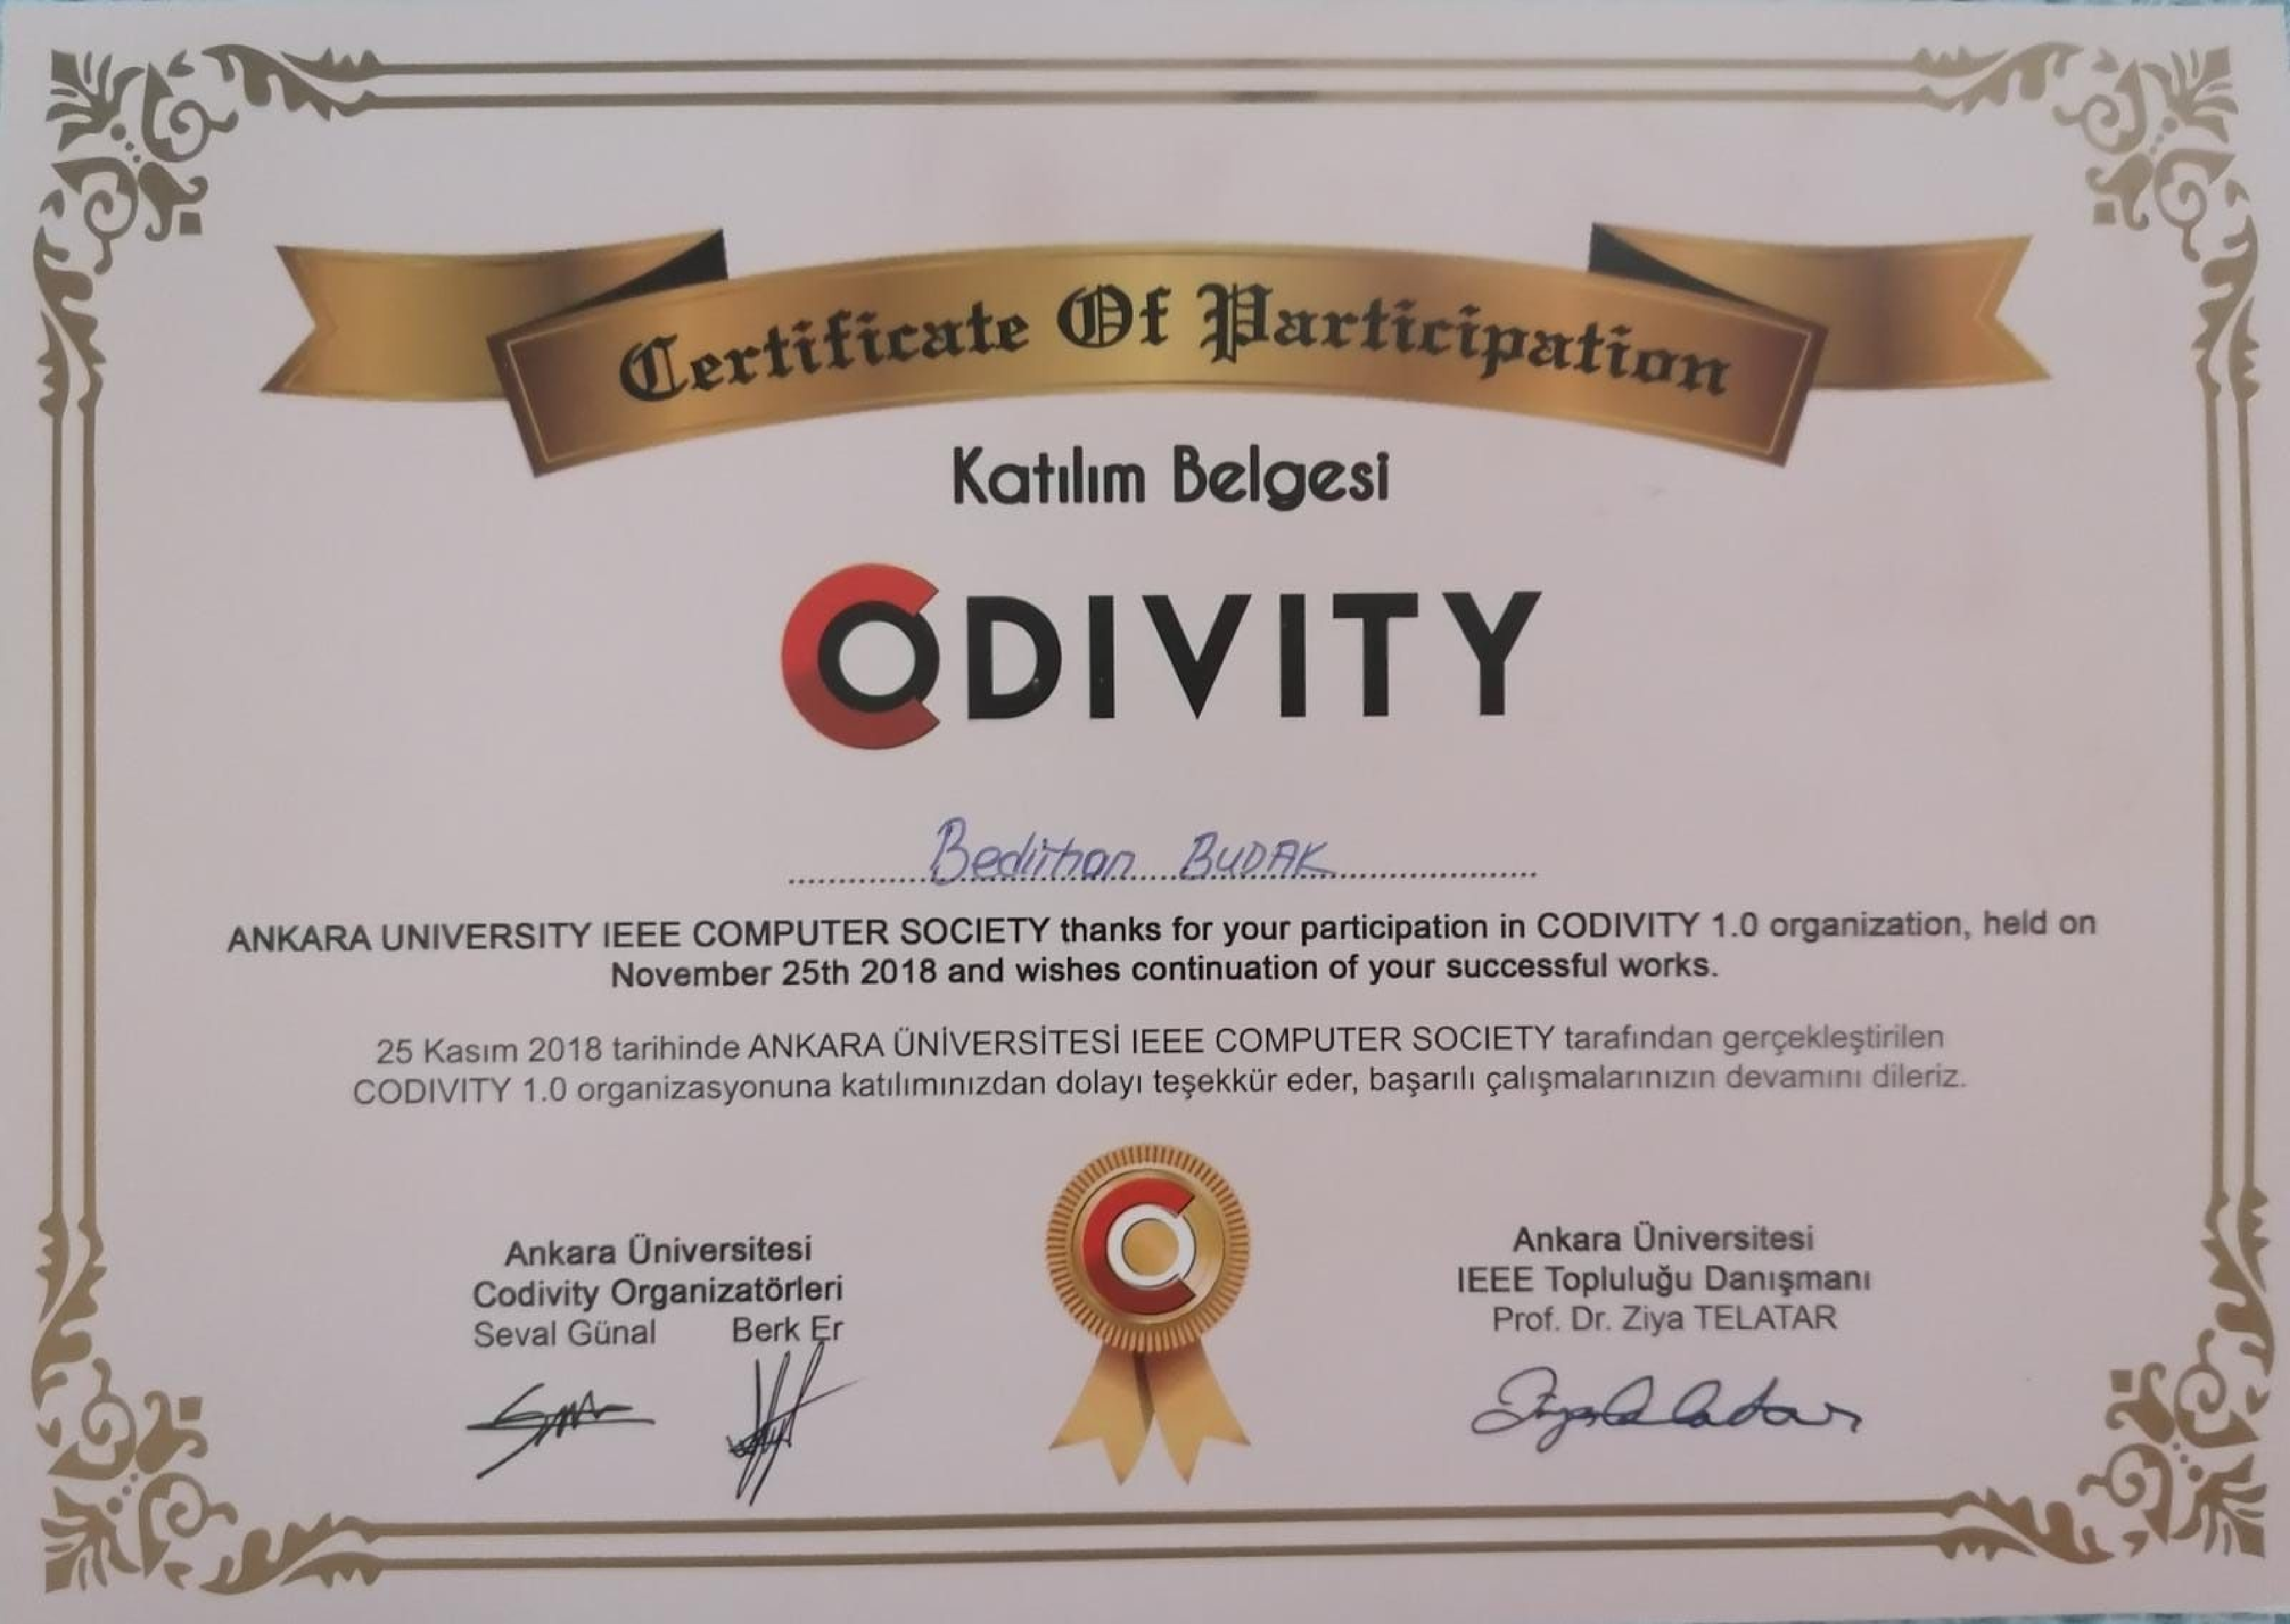 Certificate Of Participation
Katılım Belgesi
CODIVITY
Bedirhan BUDAK
ANKARA UNIVERSITY IEEE COMPUTER SOCIETY thanks for your participation in CODIVITY 1.0 organization, held on
November 25th 2018 and wishes continuation of your successful works.
25 Kasım 2018 tarihinde ANKARA ÜNİVERSİTESİ IEEE COMPUTER SOCIETY tarafından gerçekleştirilen
CODIVITY 1.0 organizasyonuna katılımınızdan dolayı teşekkür eder, başarılı çalışmalarınızın devamını dileriz.
Ankara Üniversitesi
Codivity Organizatörleri
Seval Günal Berk Er
Ankara Üniversitesi
IEEE Topluluğu Danışmanı
Prof. Dr. Ziya TELATAR